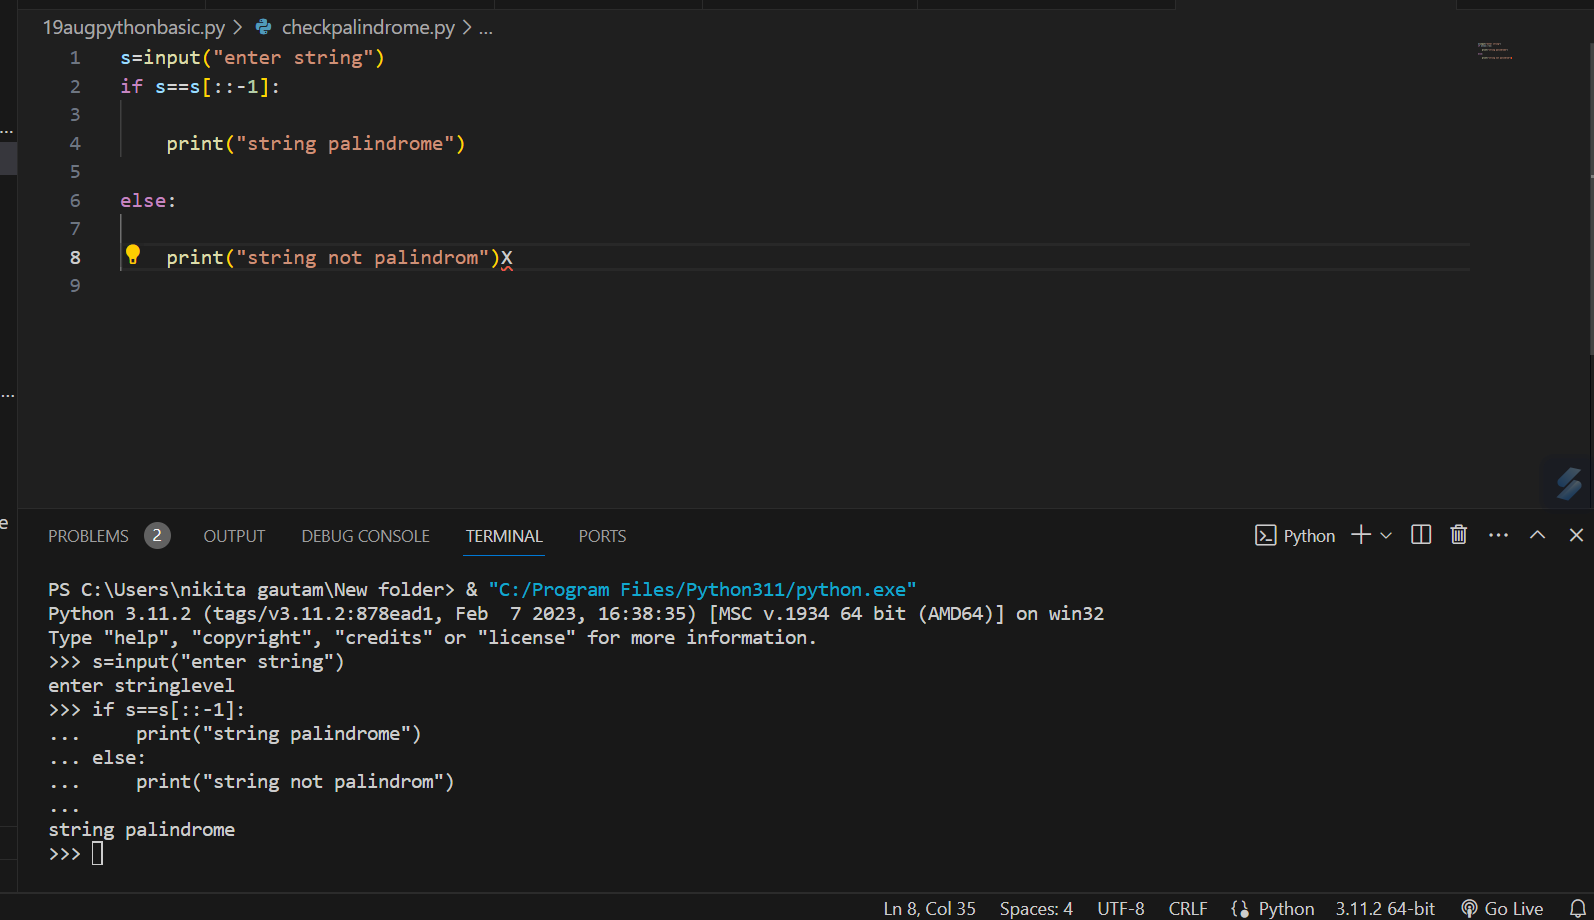 19augpythonbasic.py > checkpalindrome.py > ...
1 s=input("enter string")
2 if s==s[::-1]:
3
4     print("string palindrome")
5
6 else:
7
8     print("string not palindrom")X
9
...
...
e
PROBLEMS 2 OUTPUT DEBUG CONSOLE TERMINAL PORTS Python
PS C:\Users\nikita gautam\New folder> & "C:/Program Files/Python311/python.exe"
Python 3.11.2 (tags/v3.11.2:878ead1, Feb  7 2023, 16:38:35) [MSC v.1934 64 bit (AMD64)] on win32
Type "help", "copyright", "credits" or "license" for more information.
>>> s=input("enter string")
enter stringlevel
>>> if s==s[::-1]:
...     print("string palindrome")
... else:
...     print("string not palindrom")
...
string palindrome
>>>
Ln 8, Col 35 Spaces: 4 UTF-8 CRLF Python 3.11.2 64-bit Go Live